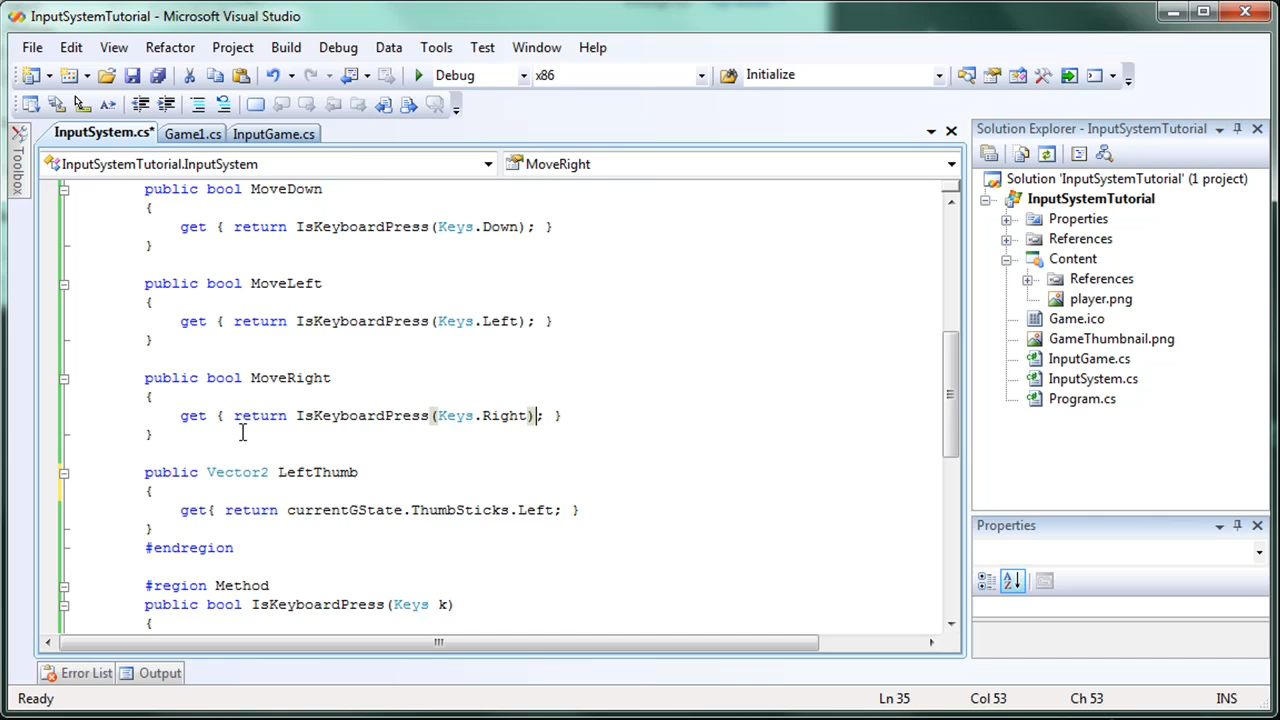 InputSystemTutorial - Microsoft Visual Studio
File Edit View Refactor Project Build Debug Data Tools Test Window Help
Debug x86 Initialize
InputSystem.cs* Game1.cs InputGame.cs
InputSystemTutorial.InputSystem MoveRight
Toolbox
public bool MoveDown
{
get { return IsKeyboardPress(Keys.Down); }
}
public bool MoveLeft
{
get { return IsKeyboardPress(Keys.Left); }
}
public bool MoveRight
{
get { return IsKeyboardPress(Keys.Right); }
}
public Vector2 LeftThumb
{
get{ return currentGState.ThumbSticks.Left; }
}
#endregion
#region Method
public bool IsKeyboardPress(Keys k)
{
Solution Explorer - InputSystemTutorial
Solution 'InputSystemTutorial' (1 project)
InputSystemTutorial
Properties
References
Content
References
player.png
Game.ico
GameThumbnail.png
InputGame.cs
InputSystem.cs
Program.cs
Properties
Error List Output
Ready Ln 35 Col 53 Ch 53 INS